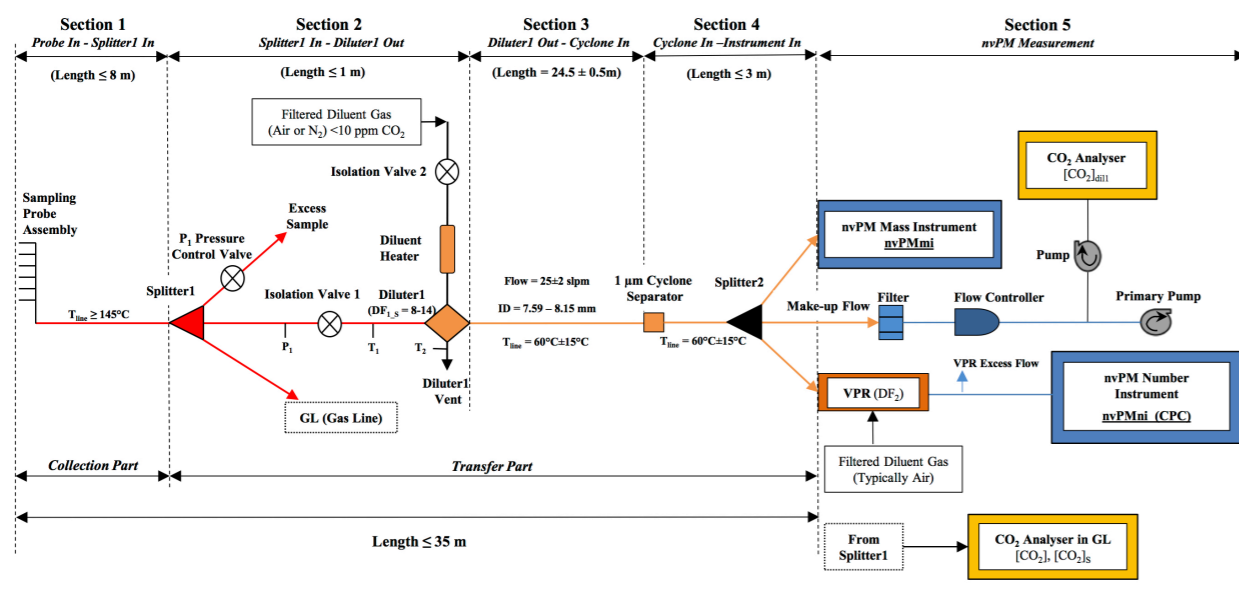 Section 1
Probe In - Splitter1 In
(Length ≤ 8 m)
Section 2
Splitter1 In - Diluter1 Out
(Length ≤ 1 m)
Section 3
Diluter1 Out - Cyclone In
(Length = 24.5 ± 0.5m)
Section 4
Cyclone In –Instrument In
(Length ≤ 3 m)
Section 5
nvPM Measurement
Filtered Diluent Gas
(Air or N₂) <10 ppm CO₂
Isolation Valve 2
Sampling
Probe
Assembly
Excess
Sample
P₁ Pressure
Control Valve
Diluent
Heater
Splitter1
Isolation Valve 1
Diluter1
(DF₁_S = 8-14)
Tline ≥ 145°C
P₁
T₁
T₂
Diluter1
Vent
GL (Gas Line)
Flow = 25±2 slpm
ID = 7.59 – 8.15 mm
Tline = 60°C±15°C
1 µm Cyclone
Separator
Splitter2
Tline = 60°C±15°C
CO₂ Analyser
[CO₂]dil1
nvPM Mass Instrument
nvPMmi
Pump
Make-up Flow
Filter
Flow Controller
Primary Pump
VPR Excess Flow
VPR (DF₂)
nvPM Number
Instrument
nvPMni (CPC)
Filtered Diluent Gas
(Typically Air)
Collection Part
Transfer Part
Length ≤ 35 m
From
Splitter1
CO₂ Analyser in GL
[CO₂], [CO₂]S